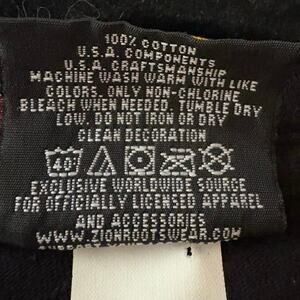 100% COTTON
U.S.A. COMPONENTS
U.S.A. CRAFTSMANSHIP
MACHINE WASH WARM WITH LIKE
COLORS. ONLY NON-CHLORINE
BLEACH WHEN NEEDED. TUMBLE DRY
LOW. DO NOT IRON OR DRY
CLEAN DECORATION
40
EXCLUSIVE WORLDWIDE SOURCE
FOR OFFICIALLY LICENSED APPAREL
AND ACCESSORIES
WWW.ZIONROOTSWEAR.COM